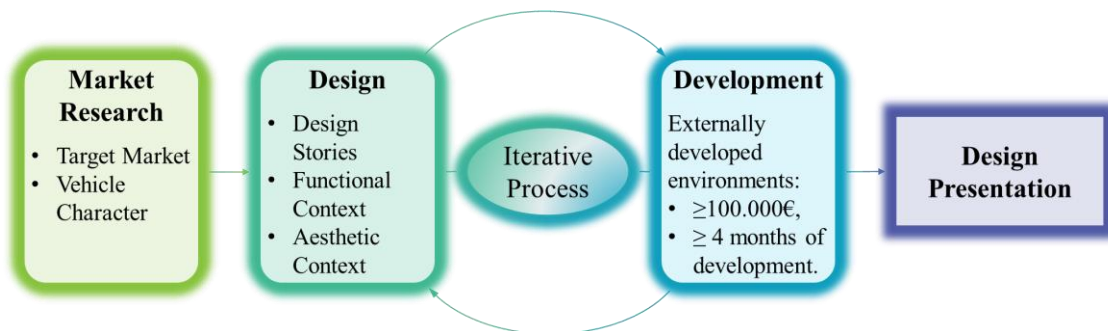 Market
Research
• Target Market
• Vehicle
Character
Design
• Design
Stories
• Functional
Context
• Aesthetic
Context
Iterative
Process
Development
Externally
developed
environments:
• ≥100.000€,
• ≥ 4 months of
development.
Design
Presentation